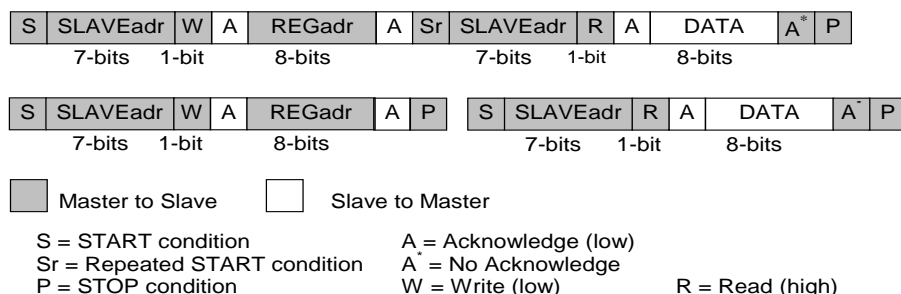 S SLAVEadr W A REGadr A Sr SLAVEadr R A DATA A* P
7-bits 1-bit 8-bits 7-bits 1-bit 8-bits
S SLAVEadr W A REGadr A P S SLAVEadr R A DATA A* P
7-bits 1-bit 8-bits 7-bits 1-bit 8-bits
Master to Slave Slave to Master
S = START condition A = Acknowledge (low)
Sr = Repeated START condition A* = No Acknowledge
P = STOP condition W = Write (low) R = Read (high)